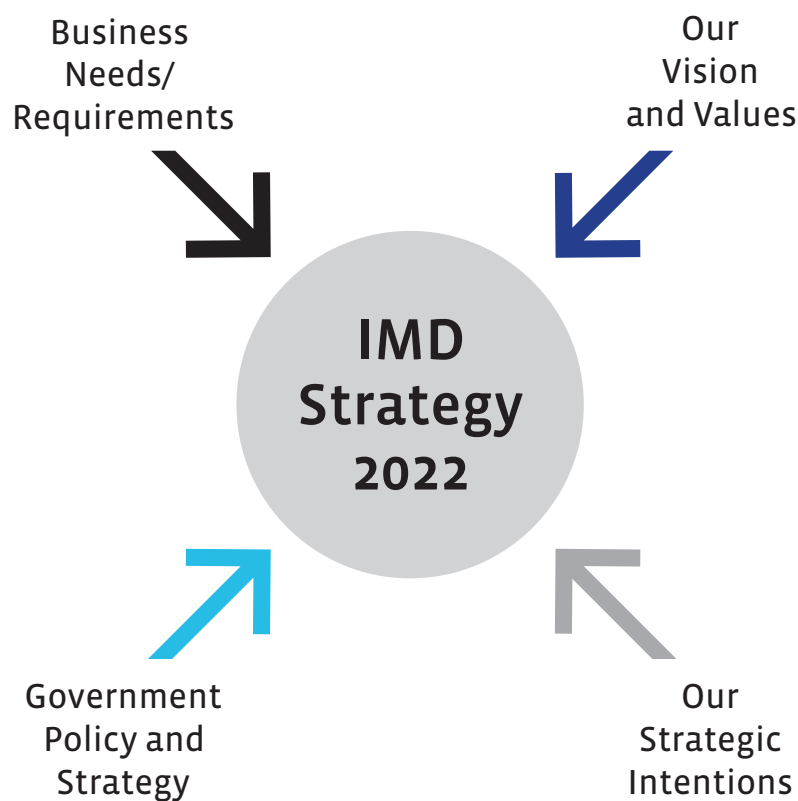 Business
Needs/
Requirements
Our
Vision
and Values
IMD
Strategy
2022
Government
Policy and
Strategy
Our
Strategic
Intentions